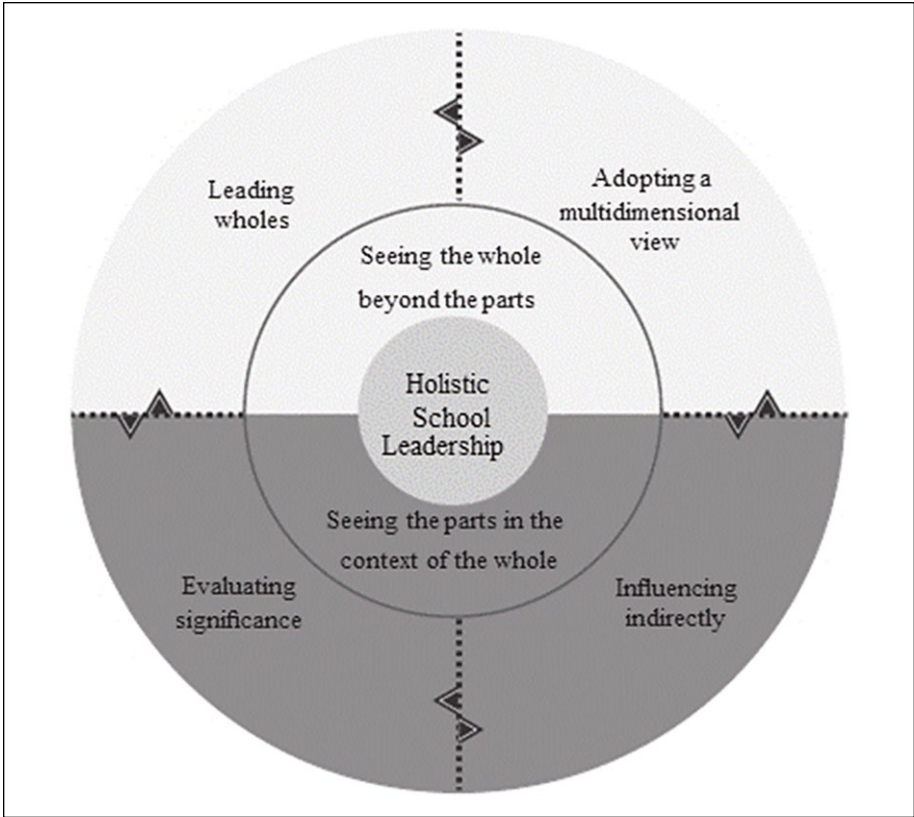 Leading
wholes
Adopting a
multidimensional
view
Seeing the whole
beyond the parts
Holistic
School
Leadership
Seeing the parts in the
context of the whole
Evaluating
significance
Influencing
indirectly